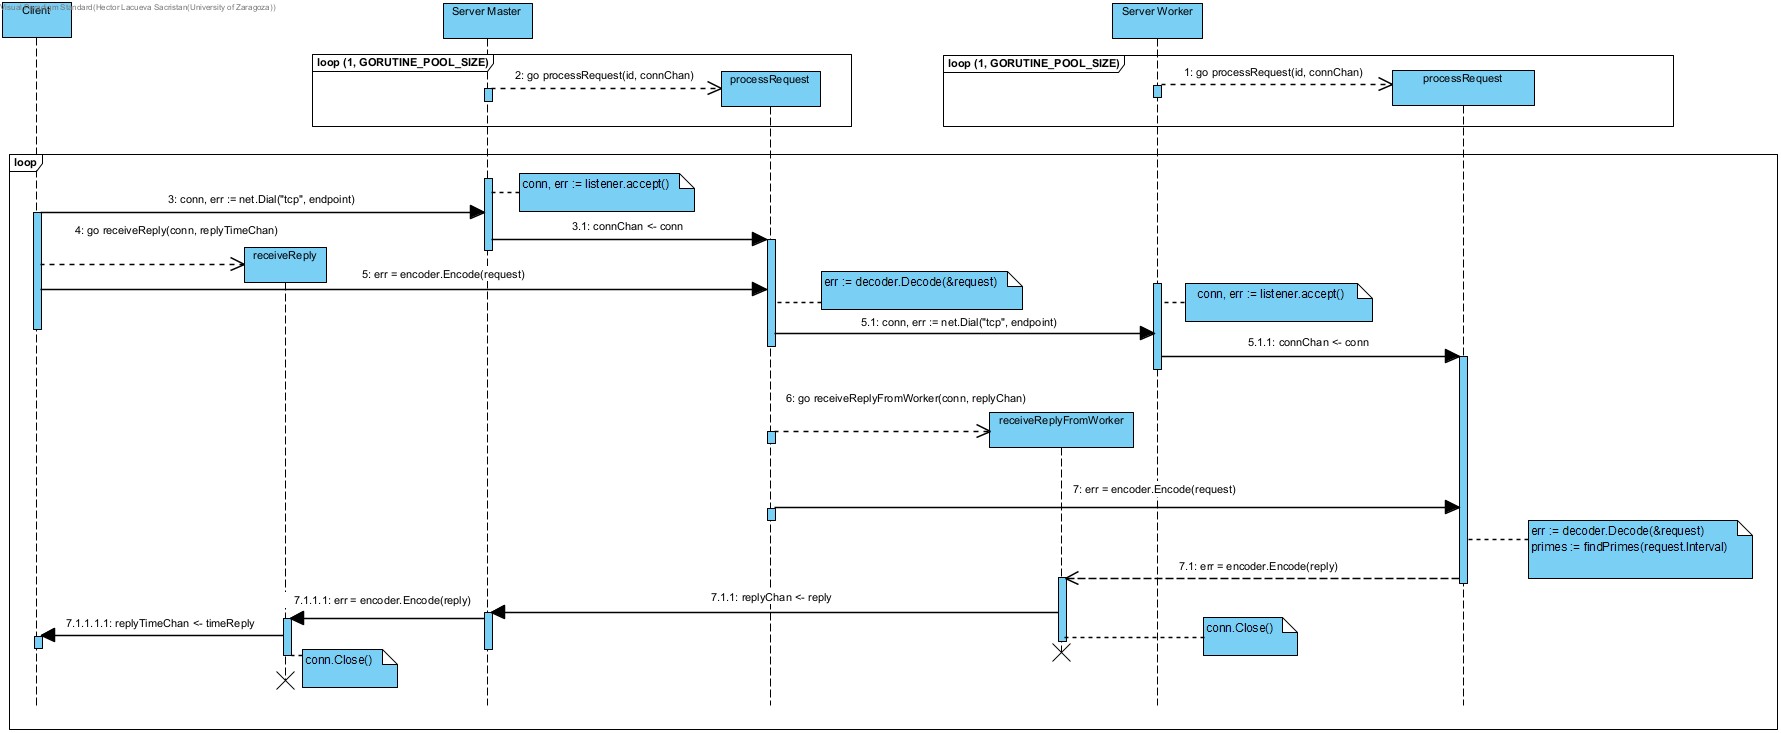 Visual Paradigm Standard(Hector Lacueva Sacristan(University of Zaragoza))
Client
Server Master
Server Worker
loop (1, GORUTINE_POOL_SIZE)
2: go processRequest(id, connChan)
processRequest
loop (1, GORUTINE_POOL_SIZE)
1: go processRequest(id, connChan)
processRequest
loop
conn, err := listener.accept()
3: conn, err := net.Dial("tcp", endpoint)
3.1: connChan <- conn
4: go receiveReply(conn, replyTimeChan)
receiveReply
5: err = encoder.Encode(request)
err := decoder.Decode(&request)
conn, err := listener.accept()
5.1: conn, err := net.Dial("tcp", endpoint)
5.1.1: connChan <- conn
6: go receiveReplyFromWorker(conn, replyChan)
receiveReplyFromWorker
7: err = encoder.Encode(request)
err := decoder.Decode(&request)
primes := findPrimes(request.Interval)
7.1: err = encoder.Encode(reply)
7.1.1: replyChan <- reply
7.1.1.1: err = encoder.Encode(reply)
7.1.1.1.1: replyTimeChan <- timeReply
conn.Close()
conn.Close()